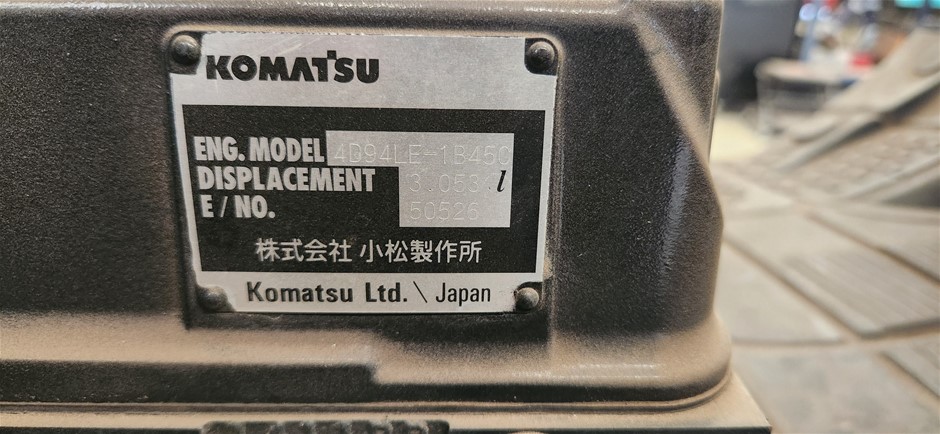 KOMATSU
ENG. MODEL 4D94LE-1B45C
DISPLACEMENT 3.053 l
E / NO. 50526
株式会社 小松製作所
Komatsu Ltd. \ Japan